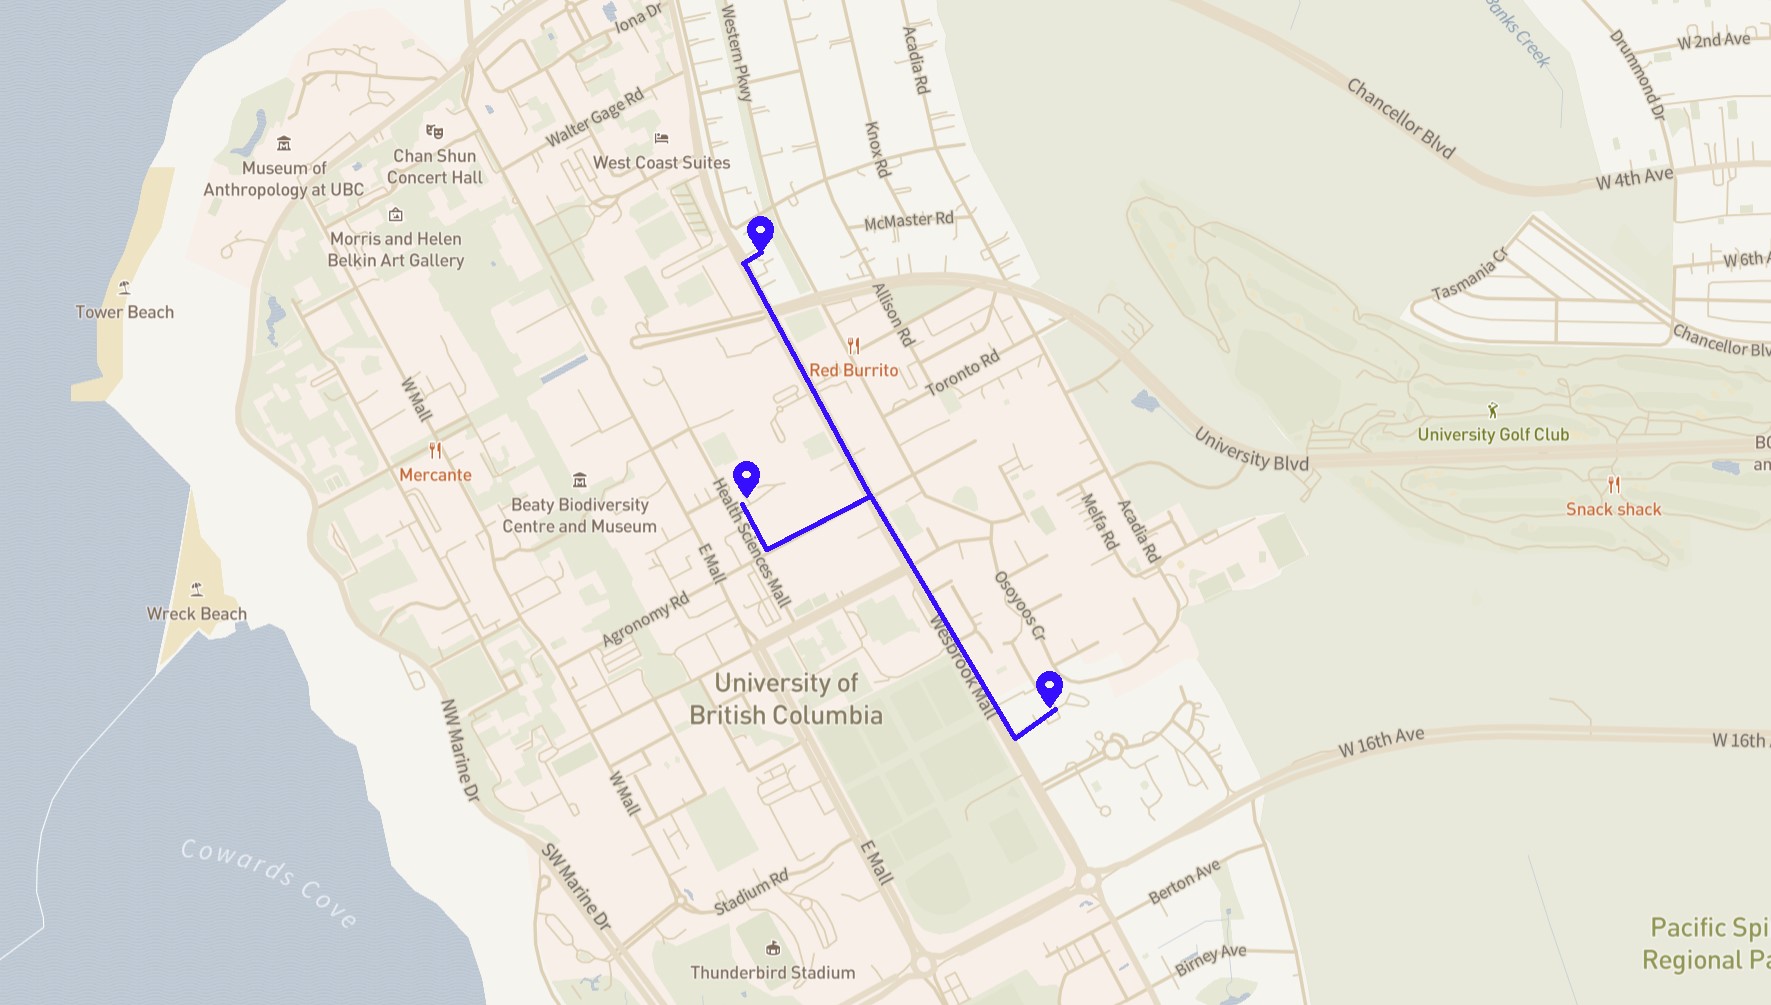 Iona Dr
Western Pkwy
Acadia Rd
Banks Creek
Drummond Dr
W 2nd Ave
Chancellor Blvd
Walter Gage Rd
Knox Rd
West Coast Suites
Chan Shun
Concert Hall
Museum of
Anthropology at UBC
W 4th Ave
McMaster Rd
Morris and Helen
Belkin Art Gallery
Tasmania Cr
W 6th A
Tower Beach
Allison Rd
Chancellor Blv
Red Burrito
Toronto Rd
W Mall
University Golf Club
University Blvd
BC
an
Mercante
Snack shack
Health Sciences Mall
Beaty Biodiversity
Centre and Museum
Melfa Rd
Acadia Rd
E Mall
Wreck Beach
Agronomy Rd
Osoyoos Cr
Wesbrook Mall
University of
British Columbia
NW Marine Dr
W 16th Ave
W 16th
W Mall
Cowards Cove
SW Marine Dr
E Mall
Stadium Rd
Berton Ave
Thunderbird Stadium
Birney Ave
Pacific Spi
Regional Pa